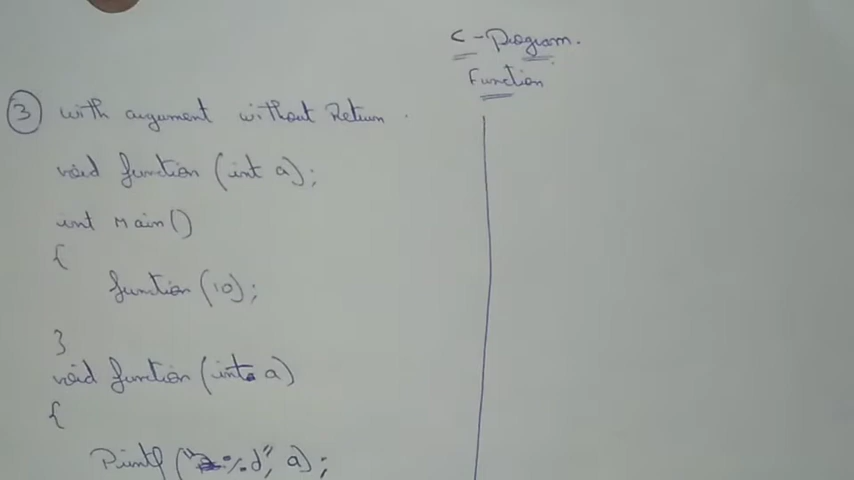 C - Program.
Function
③ with argument without Return.
void function (int a);
int Main()
{
function (10);
}
void function (int a)
{
Printf ("%d", a);